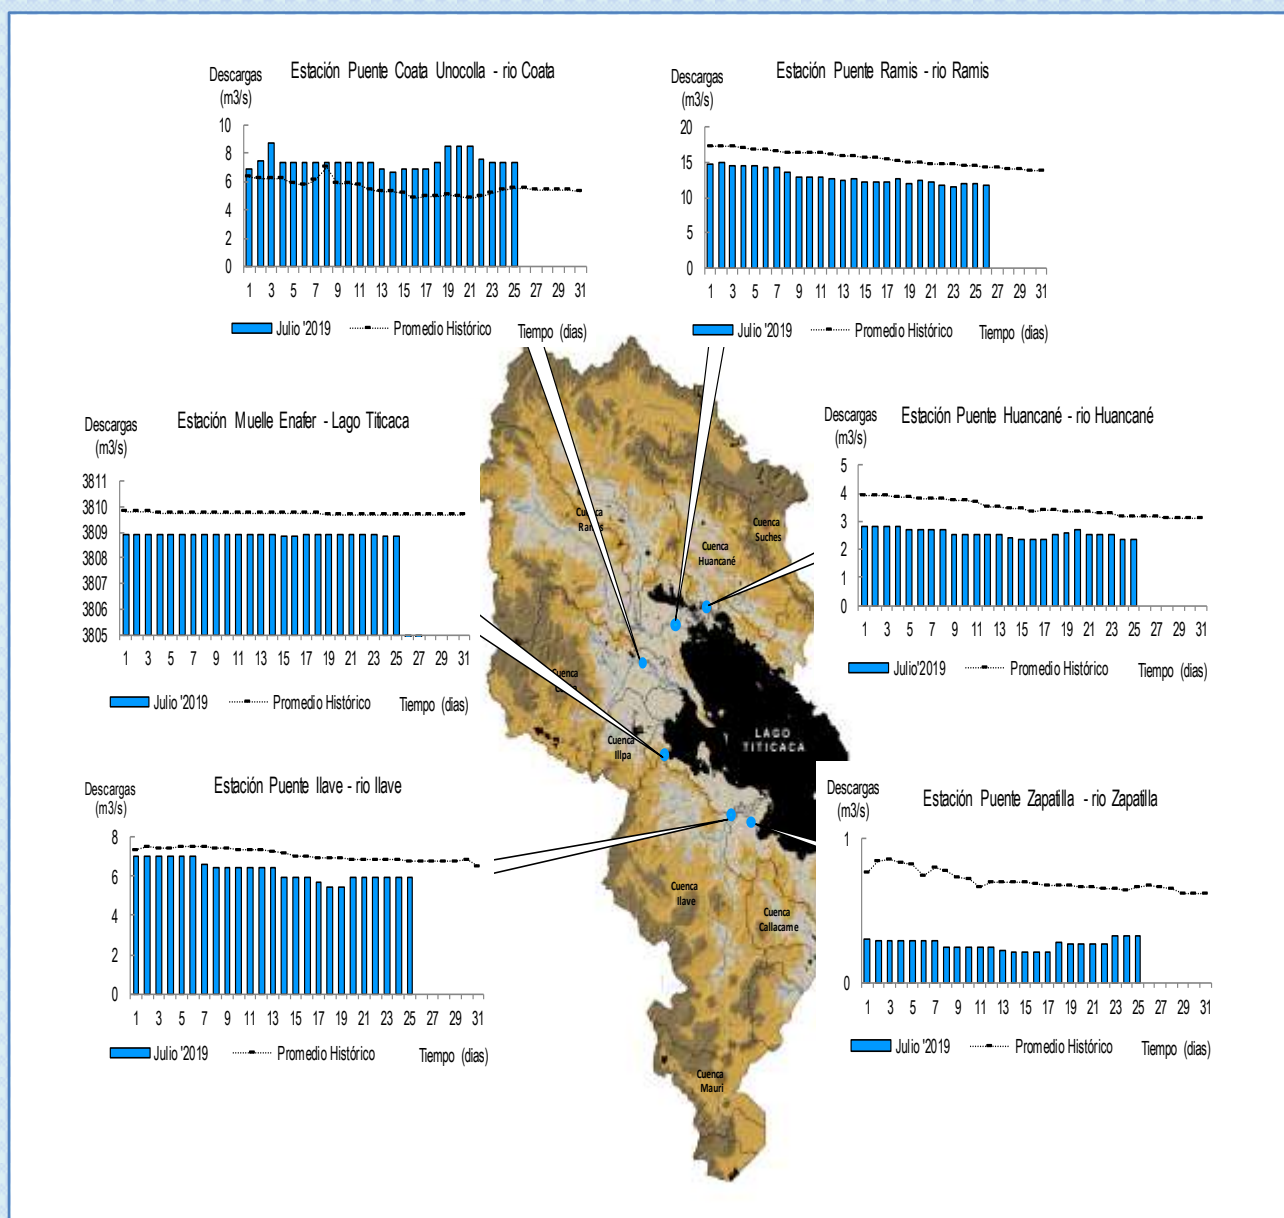 Estación Puente Coata Unocolla - rio Coata
Descargas
(m3/s)
10
8
6
4
2
0
1 3 5 7 9 11 13 15 17 19 21 23 25 27 29 31
Julio '2019 Promedio Histórico Tiempo (dias)
Estación Puente Ramis - rio Ramis
Descargas
(m3/s)
20
15
10
5
0
1 3 5 7 9 11 13 15 17 19 21 23 25 27 29 31
Julio '2019 Promedio Histórico Tiempo (dias)
Estación Muelle Enafer - Lago Titicaca
Descargas
(m3/s)
3811
3810
3809
3808
3807
3806
3805
1 3 5 7 9 11 13 15 17 19 21 23 25 27 29 31
Julio '2019 Promedio Histórico Tiempo (dias)
Estación Puente Huancané - rio Huancané
Descargas
(m3/s)
5
4
3
2
1
0
1 3 5 7 9 11 13 15 17 19 21 23 25 27 29 31
Julio'2019 Promedio Histórico Tiempo (dias)
Cuenca
Cuenca
Suches
Cuenca
Huancané
Cuenca
Cuenca
Illpa
LAGO
TITICACA
Estación Puente Ilave - rio Ilave
Descargas
(m3/s)
8
6
4
2
0
1 3 5 7 9 11 13 15 17 19 21 23 25 27 29 31
Julio '2019 Promedio Histórico Tiempo (dias)
Estación Puente Zapatilla - rio Zapatilla
Descargas
(m3/s)
1
0
1 3 5 7 9 11 13 15 17 19 21 23 25 27 29 31
Julio '2019 Promedio Histórico Tiempo (dias)
Cuenca
Ilave
Cuenca
Callacame
Cuenca
Mauri